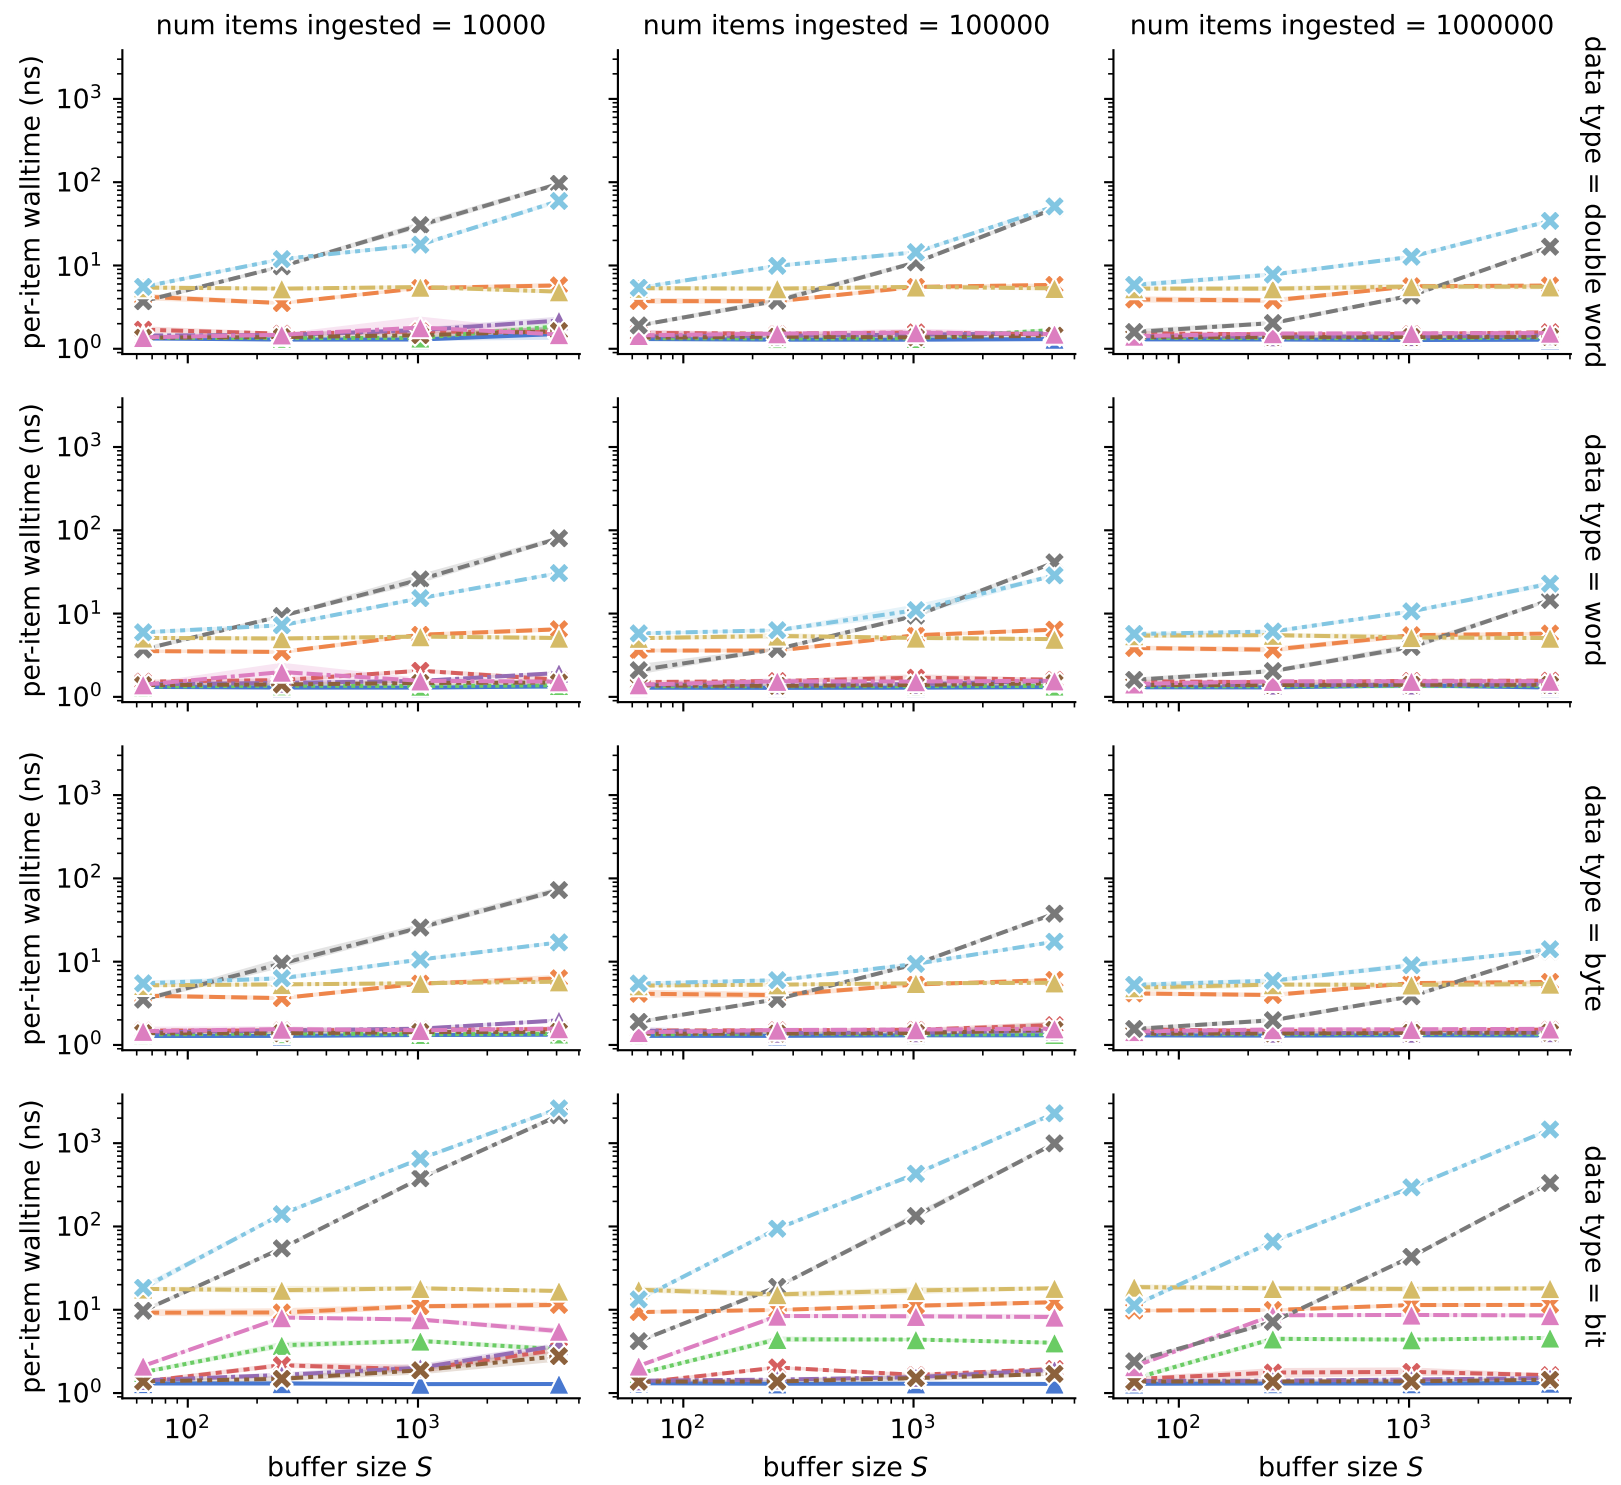 num items ingested = 10000
num items ingested = 100000
num items ingested = 1000000
per-item walltime (ns)
10³
10²
10¹
10⁰
data type = double word
per-item walltime (ns)
10³
10²
10¹
10⁰
data type = word
per-item walltime (ns)
10³
10²
10¹
10⁰
data type = byte
per-item walltime (ns)
10³
10²
10¹
10⁰
data type = bit
10² 10³
10² 10³
10² 10³
buffer size S
buffer size S
buffer size S